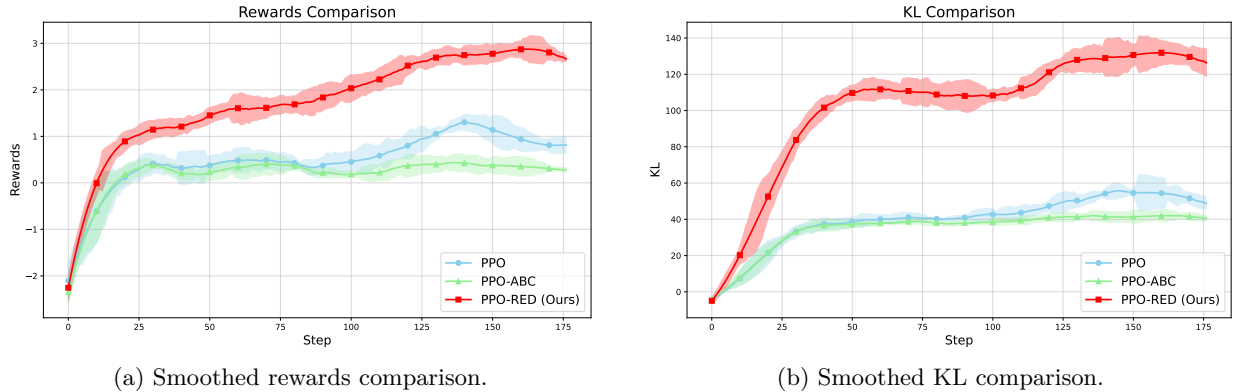 Rewards Comparison
3
2
1
0
−1
−2
Rewards
0
25
50
75
100
125
150
175
Step
PPO
PPO-ABC
PPO-RED (Ours)
(a) Smoothed rewards comparison.
KL Comparison
140
120
100
80
60
40
20
0
KL
0
25
50
75
100
125
150
175
Step
PPO
PPO-ABC
PPO-RED (Ours)
(b) Smoothed KL comparison.